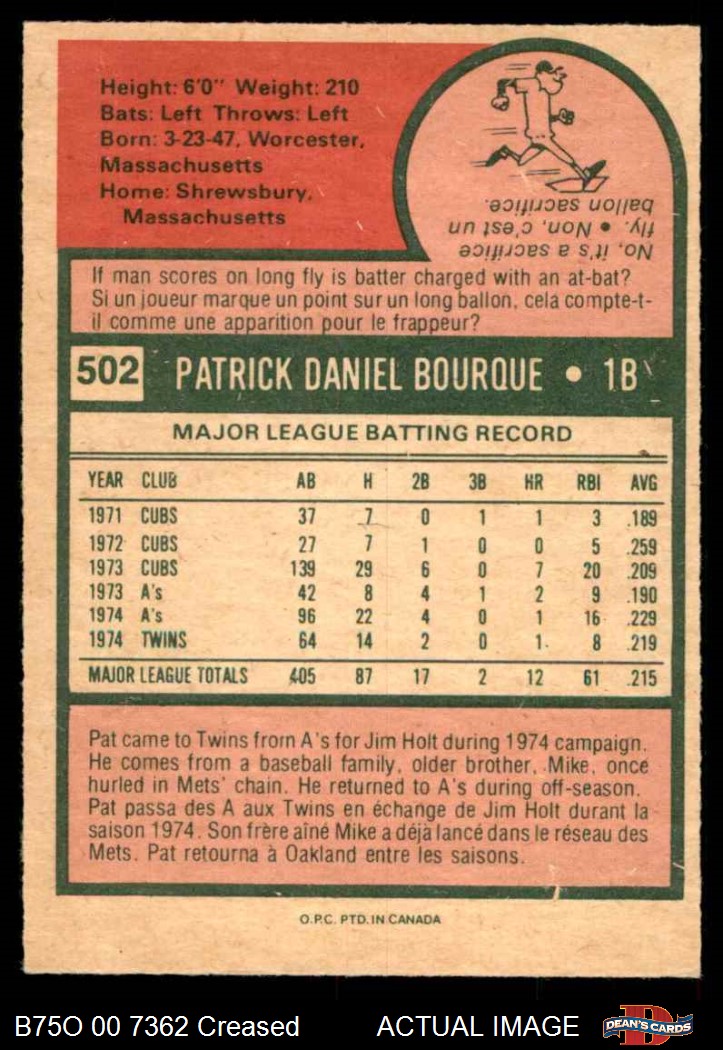 Height: 6'0" Weight: 210
Bats: Left Throws: Left
Born: 3-23-47, Worcester,
Massachusetts
Home: Shrewsbury,
Massachusetts
No, it's a sacrifice
fly. • Non, c'est un
ballon sacrifice.
If man scores on long fly is batter charged with an at-bat?
Si un joueur marque un point sur un long ballon, cela compte-t-
il comme une apparition pour le frappeur?
502 PATRICK DANIEL BOURQUE • 1B
MAJOR LEAGUE BATTING RECORD
YEAR CLUB AB H 2B 3B HR RBI AVG
1971 CUBS 37 7 0 1 1 3 .189
1972 CUBS 27 7 1 0 0 5 .259
1973 CUBS 139 29 6 0 7 20 .209
1973 A's 42 8 4 1 2 9 .190
1974 A's 96 22 4 0 1 16 .229
1974 TWINS 64 14 2 0 1 8 .219
MAJOR LEAGUE TOTALS 405 87 17 2 12 61 .215
Pat came to Twins from A's for Jim Holt during 1974 campaign.
He comes from a baseball family, older brother, Mike, once
hurled in Mets' chain. He returned to A's during off-season.
Pat passa des A aux Twins en échange de Jim Holt durant la
saison 1974. Son frère aîné Mike a déjà lancé dans le réseau des
Mets. Pat retourna à Oakland entre les saisons.
O.P.C. PTD. IN CANADA
B75O 00 7362 Creased ACTUAL IMAGE DEAN'S CARDS